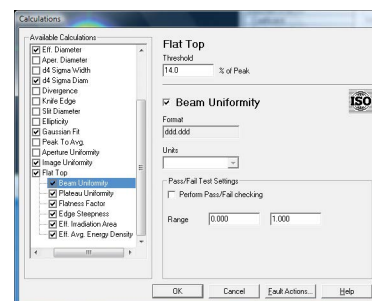 Calculations
Available Calculations
Eff. Diameter
Aper. Diameter
d4 Sigma Width
d4 Sigma Diam
Divergence
Knife Edge
Slit Diameter
Ellipticity
Gaussian Fit
Peak To Avg.
Aperture Uniformity
Image Uniformity
Flat Top
Beam Uniformity
Plateau Uniformity
Flatness Factor
Edge Steepness
Eff. Irradiation Area
Eff. Avg. Energy Density
Flat Top
Threshold
14.0 % of Peak
Beam Uniformity
ISO
Format
ddd.ddd
Units
Pass/Fail Test Settings
Perform Pass/Fail checking
Range 0.000 1.000
OK Cancel Fault Actions... Help